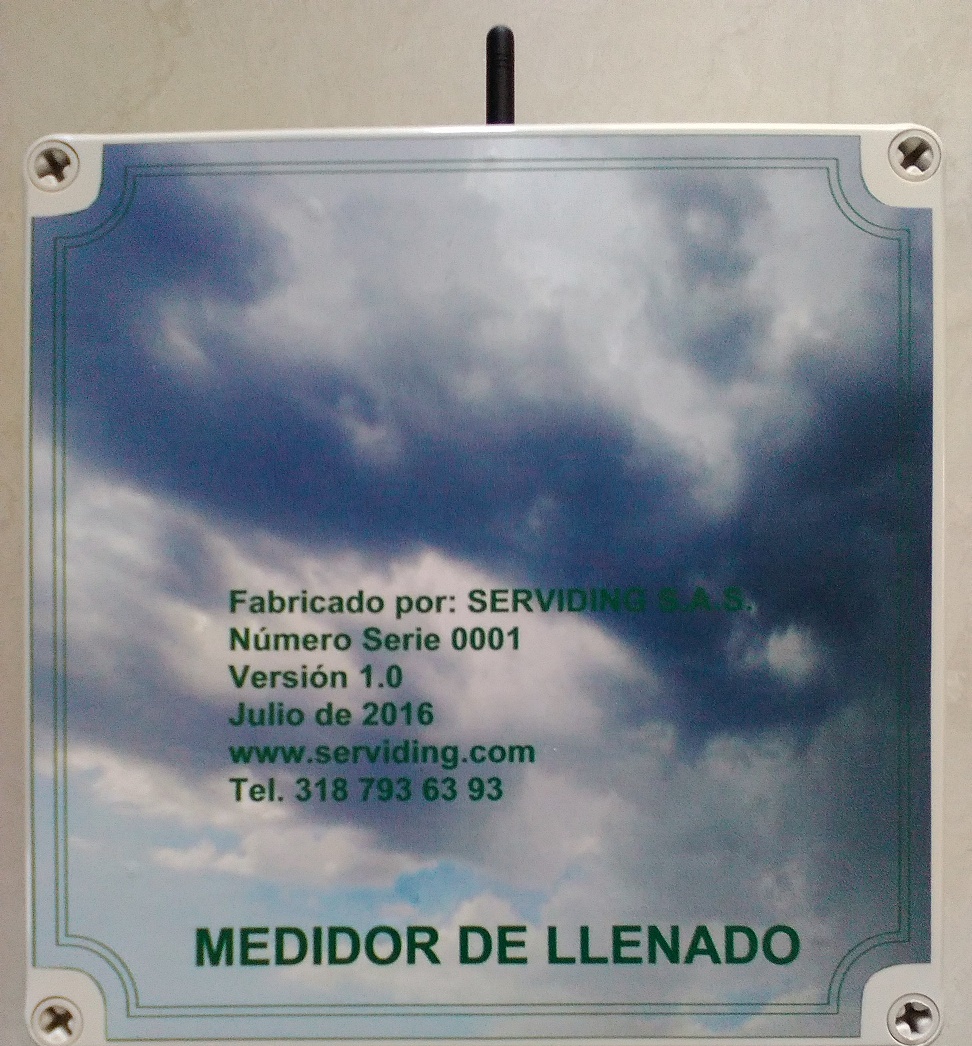 Fabricado por: SERVIDING S.A.S.
Número Serie 0001
Versión 1.0
Julio de 2016
www.serviding.com
Tel. 318 793 63 93
MEDIDOR DE LLENADO